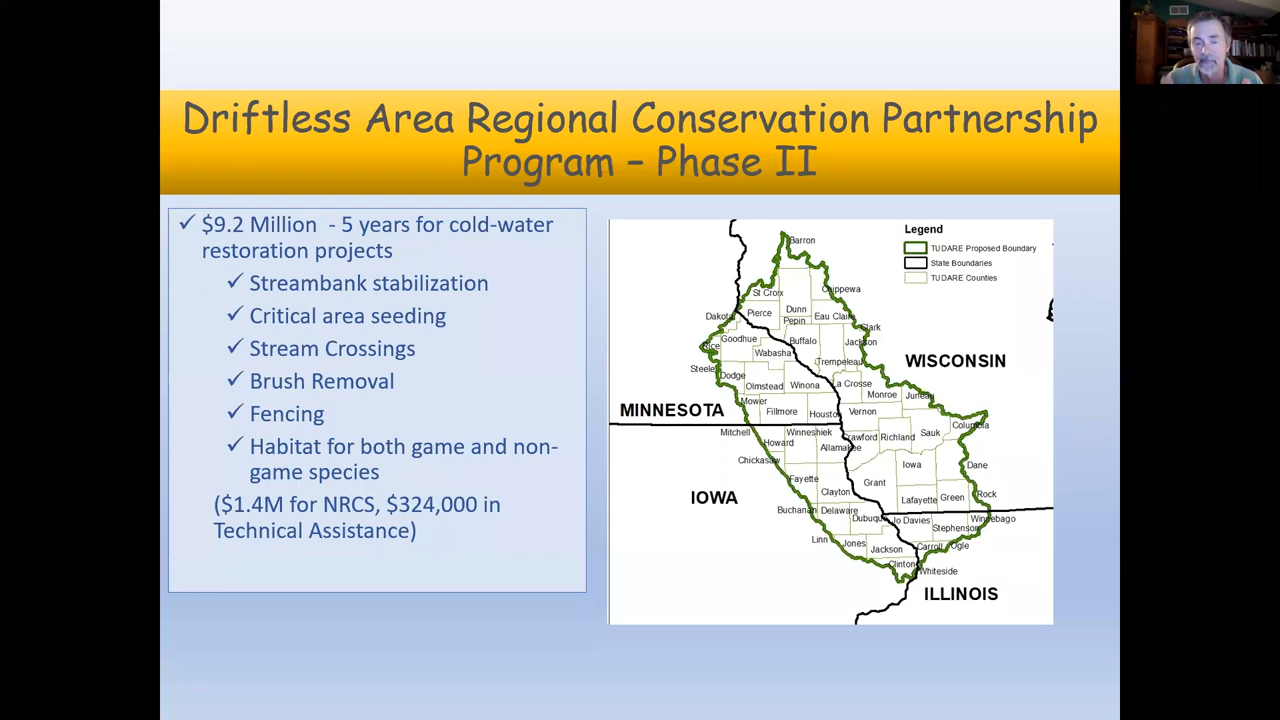 Driftless Area Regional Conservation Partnership
Program – Phase II
✓ $9.2 Million - 5 years for cold-water
restoration projects
✓ Streambank stabilization
✓ Critical area seeding
✓ Stream Crossings
✓ Brush Removal
✓ Fencing
✓ Habitat for both game and non-
game species
($1.4M for NRCS, $324,000 in
Technical Assistance)
Legend
TUDARE Proposed Boundary
State Boundaries
TUDARE Counties
Barron
St Croix
Chippewa
Dunn
Pierce
Pepin
Eau Claire
Dakota
Clark
Goodhue
Buffalo
Jackson
Rice
Wabasha
WISCONSIN
Steele
Dodge
Trempeleau
Olmstead
Winona
La Crosse
Monroe
Juneau
Mower
MINNESOTA
Fillmore
Houston
Vernon
Columbia
Mitchell
Winneshiek
Howard
Allamakee
Crawford
Richland
Sauk
Chickasaw
Iowa
Dane
Fayette
Grant
IOWA
Clayton
Lafayette
Green
Rock
Buchanan
Delaware
Dubuque
Jo Davies
Stephenson
Winnebago
Linn
Jones
Jackson
Carroll
Ogle
Clinton
Whiteside
ILLINOIS